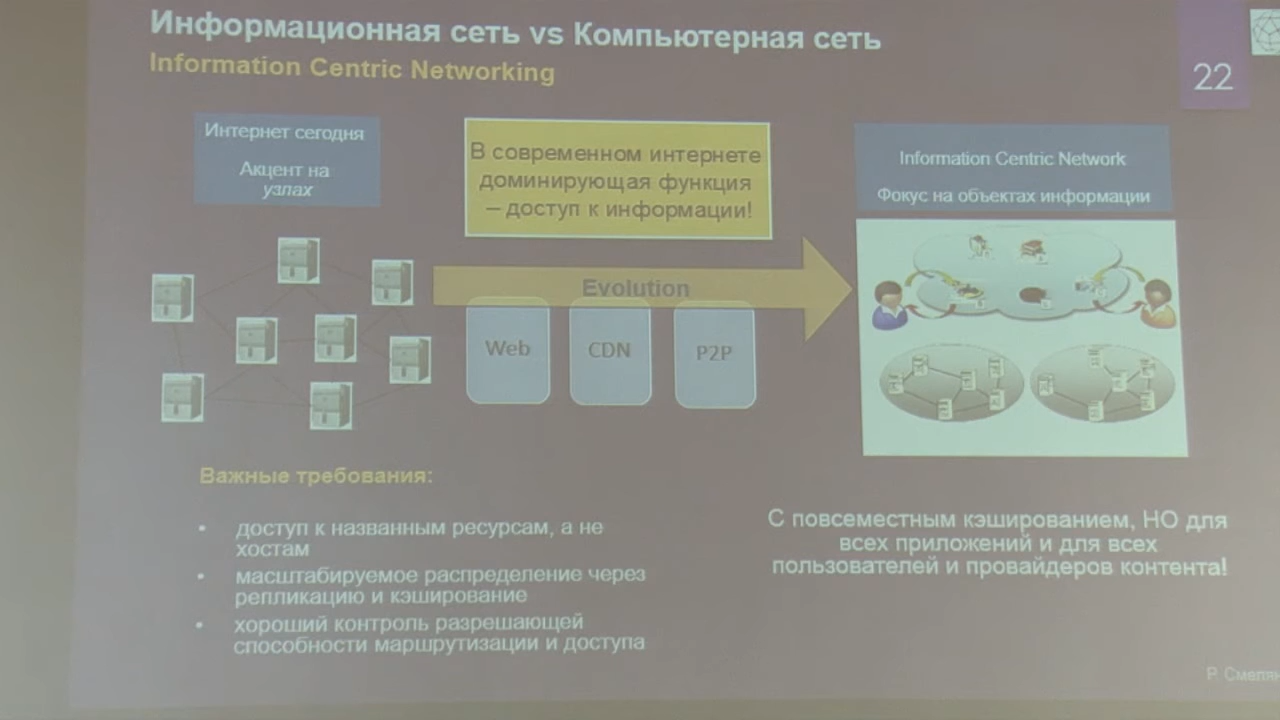 Информационная сеть vs Компьютерная сеть
Information Centric Networking
22
Интернет сегодня
Акцент на
узлах
В современном интернете
доминирующая функция
– доступ к информации!
Information Centric Network
Фокус на объектах информации
Evolution
Web
CDN
P2P
Важные требования:
• доступ к названным ресурсам, а не
хостам
• масштабируемое распределение через
репликацию и кэширование
• хороший контроль разрешающей
способности маршрутизации и доступа
С повсеместным кэшированием, НО для
всех приложений и для всех
пользователей и провайдеров контента!
Р. Смелян